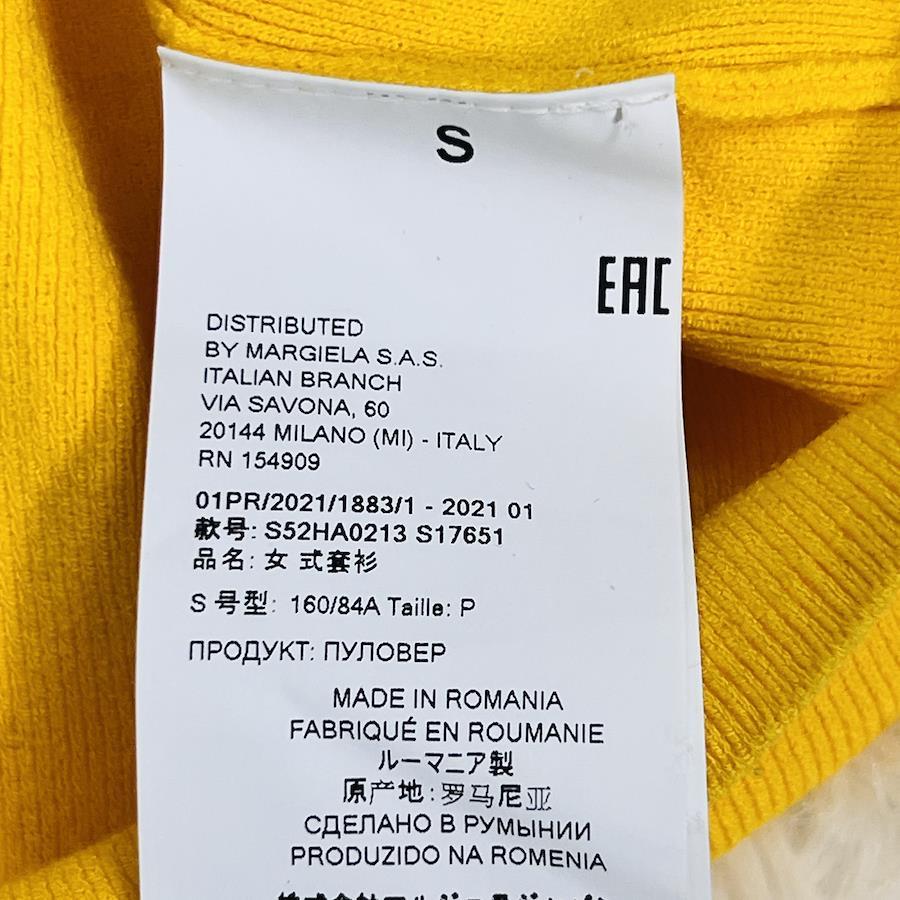 S
EAC
DISTRIBUTED
BY MARGIELA S.A.S.
ITALIAN BRANCH
VIA SAVONA, 60
20144 MILANO (MI) - ITALY
RN 154909
01PR/2021/1883/1 - 2021 01
款号: S52HA0213 S17651
品名: 女 式套衫
S 号型: 160/84A Taille: P
ПРОДУКТ: ПУЛОВЕР
MADE IN ROMANIA
FABRIQUÉ EN ROUMANIE
ルーマニア製
原产地:罗马尼亚
СДЕЛАНО В РУМЫНИИ
PRODUZIDO NA ROMENIA